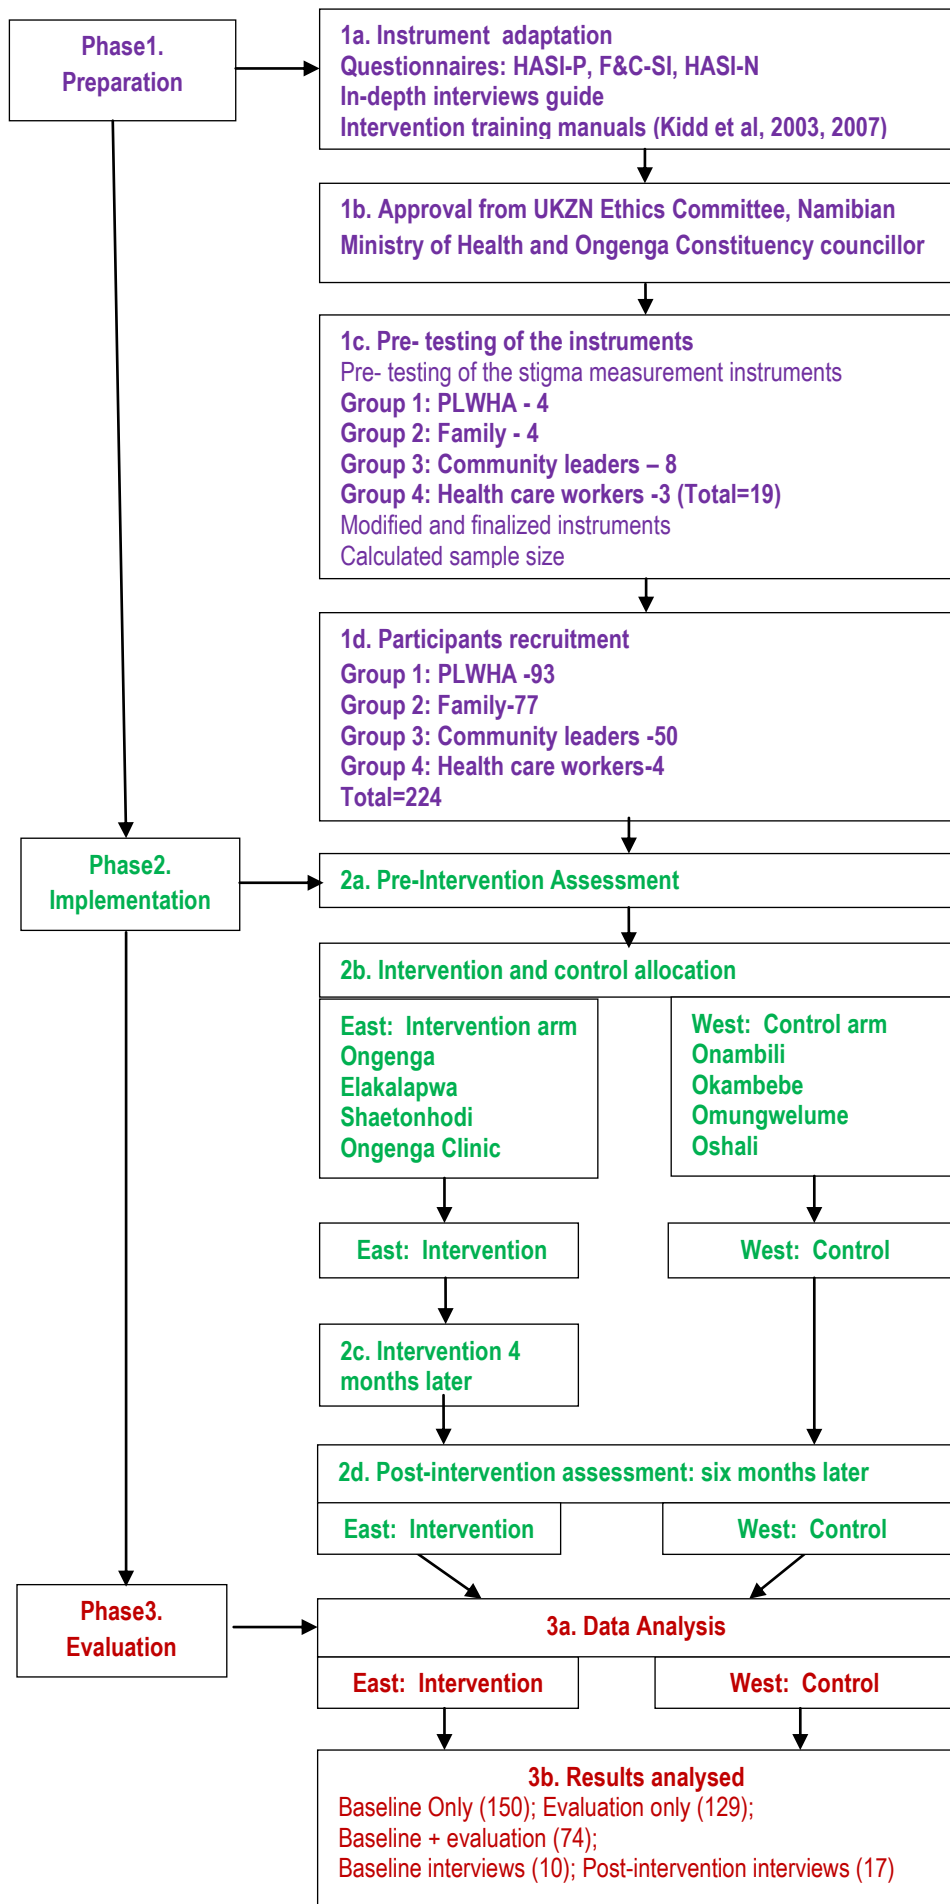 Phase1.
Preparation
1a. Instrument adaptation
Questionnaires: HASI-P, F&C-SI, HASI-N
In-depth interviews guide
Intervention training manuals (Kidd et al, 2003, 2007)
1b. Approval from UKZN Ethics Committee, Namibian
Ministry of Health and Ongenga Constituency councillor
1c. Pre- testing of the instruments
Pre- testing of the stigma measurement instruments
Group 1: PLWHA - 4
Group 2: Family - 4
Group 3: Community leaders – 8
Group 4: Health care workers -3 (Total=19)
Modified and finalized instruments
Calculated sample size
1d. Participants recruitment
Group 1: PLWHA -93
Group 2: Family-77
Group 3: Community leaders -50
Group 4: Health care workers-4
Total=224
Phase2.
Implementation
2a. Pre-Intervention Assessment
2b. Intervention and control allocation
East: Intervention arm
Ongenga
Elakalapwa
Shaetonhodi
Ongenga Clinic
West: Control arm
Onambili
Okambebe
Omungwelume
Oshali
East: Intervention
West: Control
2c. Intervention 4
months later
2d. Post-intervention assessment: six months later
East: Intervention
West: Control
Phase3.
Evaluation
3a. Data Analysis
East: Intervention
West: Control
3b. Results analysed
Baseline Only (150); Evaluation only (129);
Baseline + evaluation (74);
Baseline interviews (10); Post-intervention interviews (17)